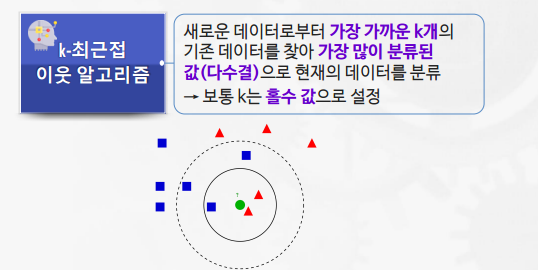 k-최근접
이웃 알고리즘
새로운 데이터로부터 가장 가까운 k개의
기존 데이터를 찾아 가장 많이 분류된
값(다수결)으로 현재의 데이터를 분류
→ 보통 k는 홀수 값으로 설정
?